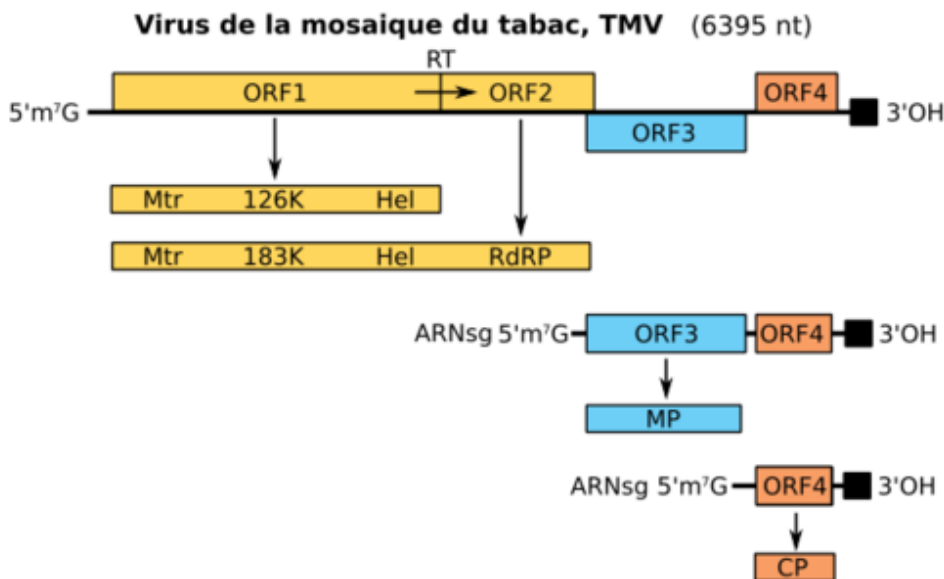 Virus de la mosaique du tabac, TMV (6395 nt)
RT
ORF1 ORF2 ORF4
5'm⁷G 3'OH
ORF3
Mtr 126K Hel
Mtr 183K Hel RdRP
ARNsg 5'm⁷G ORF3 ORF4 3'OH
MP
ARNsg 5'm⁷G ORF4 3'OH
CP